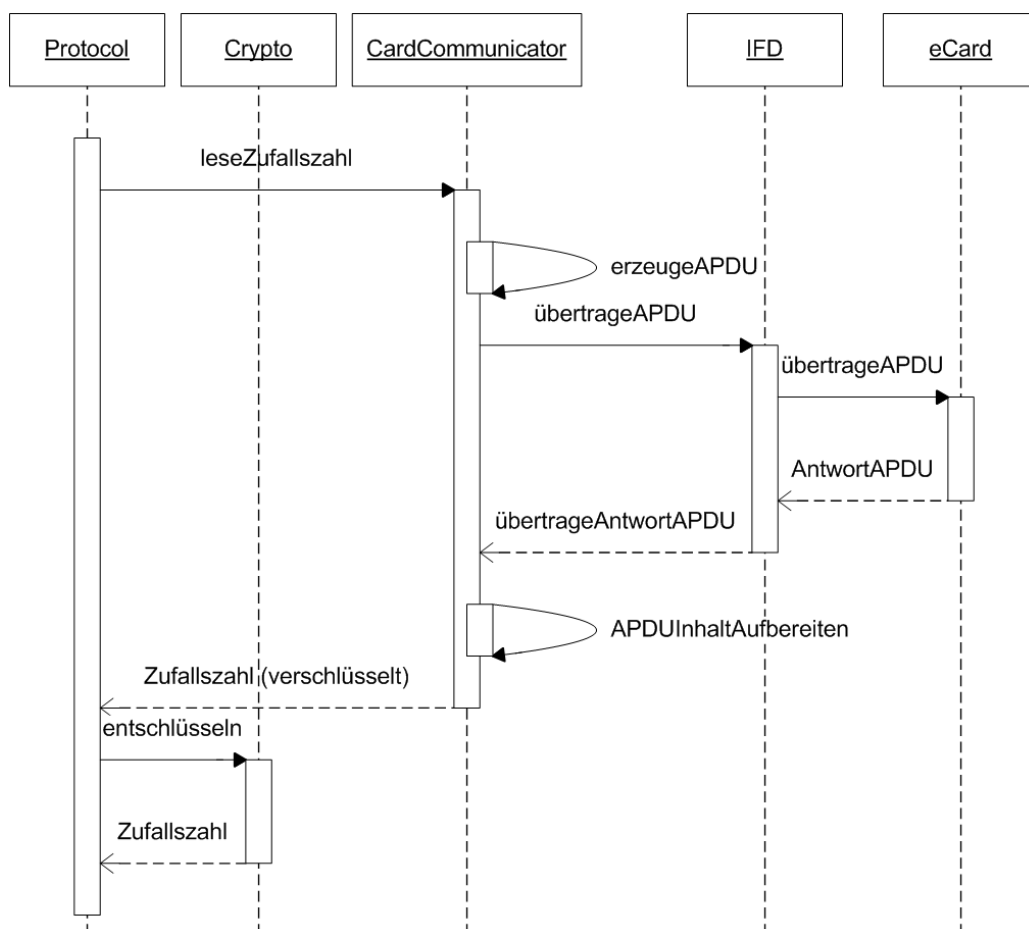 Protocol
Crypto
CardCommunicator
IFD
eCard
leseZufallszahl
erzeugeAPDU
übertrageAPDU
übertrageAPDU
AntwortAPDU
übertrageAntwortAPDU
APDUInhaltAufbereiten
Zufallszahl (verschlüsselt)
entschlüsseln
Zufallszahl